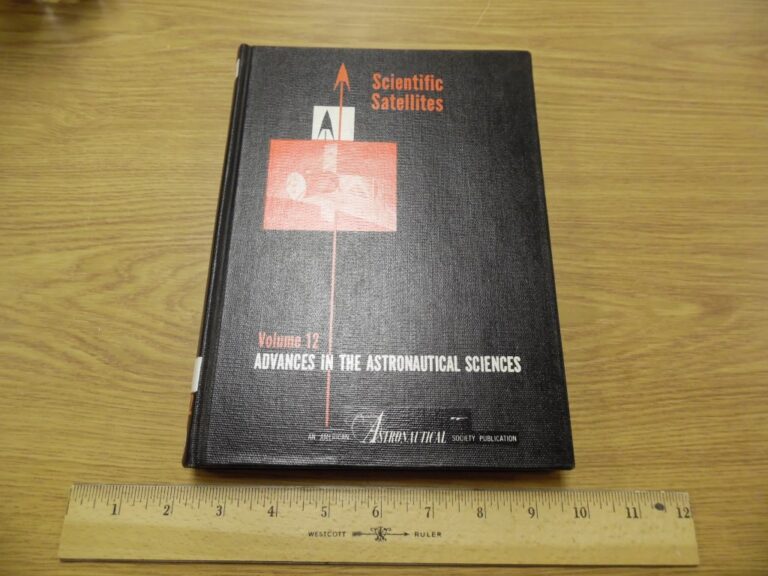 Scientific
Satellites
Volume 12
ADVANCES IN THE ASTRONAUTICAL SCIENCES
AN AMERICAN ASTRONAUTICAL SOCIETY PUBLICATION
1 2 3 4 5 6 7 8 9 10 11 12
WESTCOTT RULER